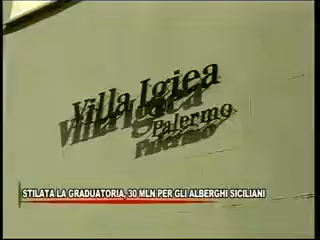 Villa Igiea
Palermo
STILATA LA GRADUATORIA, 30 MLN PER GLI ALBERGHI SICILIANI